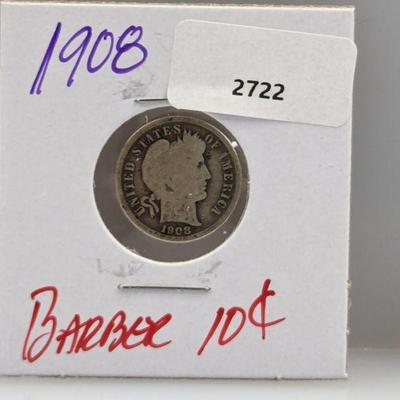 1908
2722
UNITED STATES OF AMERICA
1908
BARBER 10¢